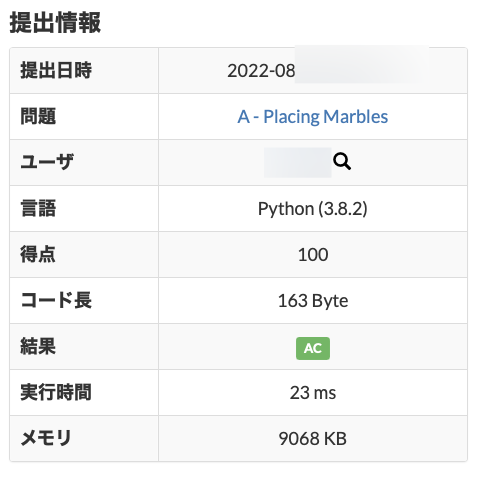 提出情報
提出日時 2022-08
問題 A - Placing Marbles
ユーザ
言語 Python (3.8.2)
得点 100
コード長 163 Byte
結果 AC
実行時間 23 ms
メモリ 9068 KB